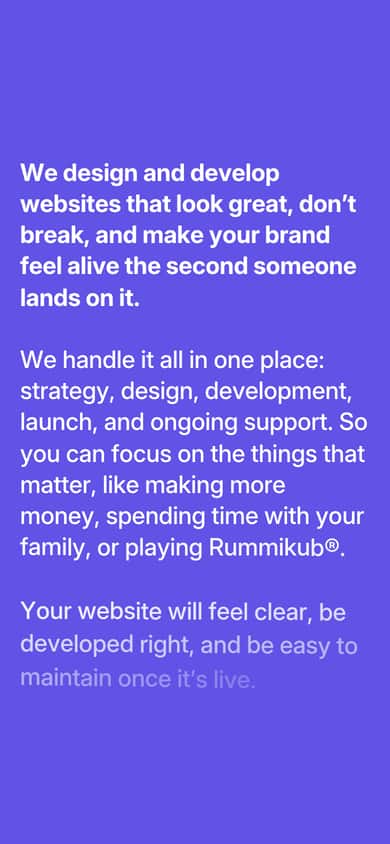 We design and develop
websites that look great, don’t
break, and make your brand
feel alive the second someone
lands on it.
We handle it all in one place:
strategy, design, development,
launch, and ongoing support. So
you can focus on the things that
matter, like making more
money, spending time with your
family, or playing Rummikub®.
Your website will feel clear, be
developed right, and be easy to
maintain once it’s live.